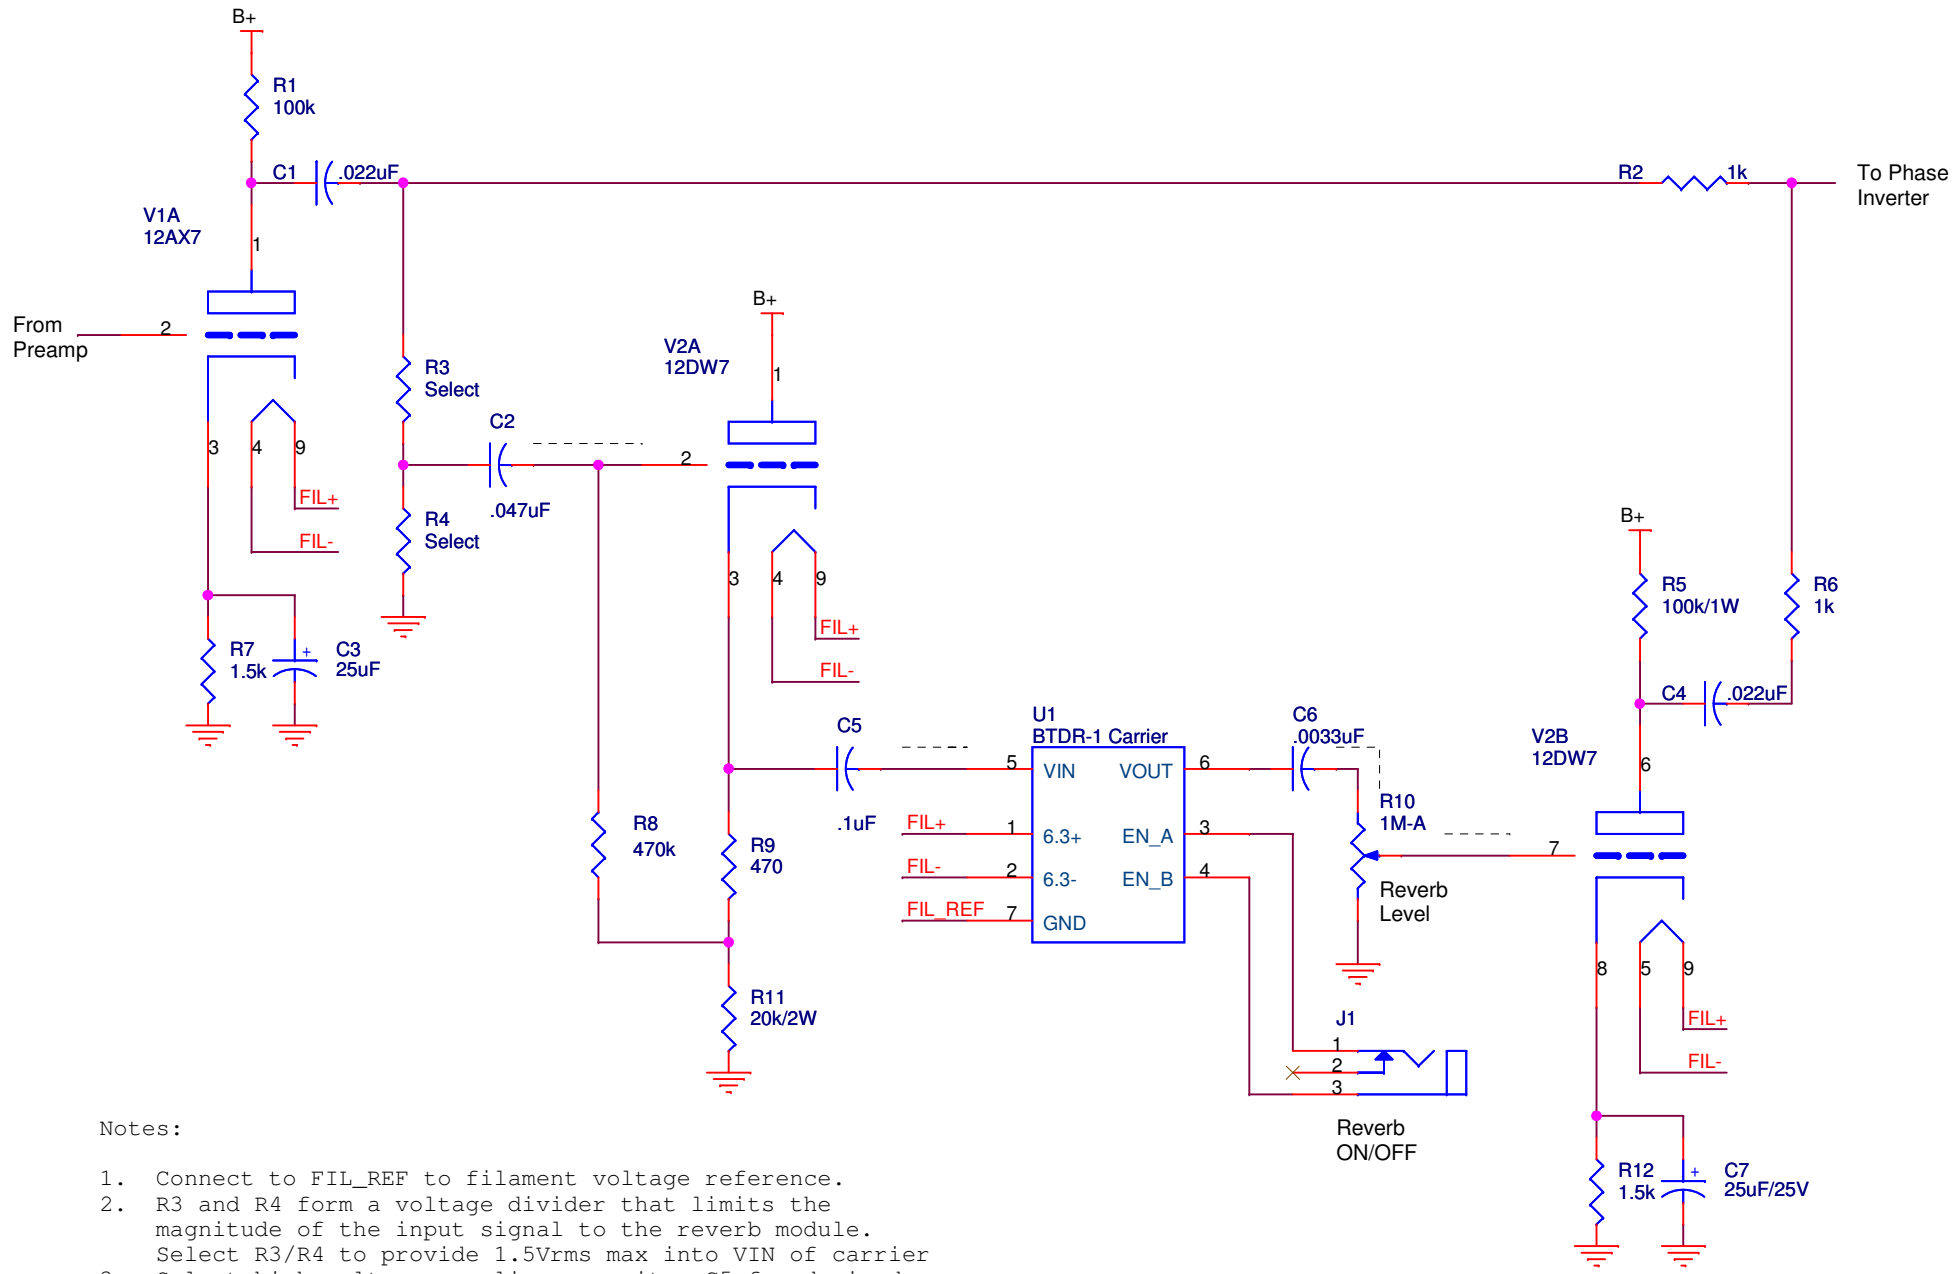 B+
R1
100k
C1
.022uF
R2
1k
To Phase
Inverter
V1A
12AX7
1
From
Preamp
2
3
4
9
FIL+
FIL-
R3
Select
R4
Select
R7
1.5k
C3
25uF
C2
.047uF
B+
V2A
12DW7
1
2
3
4
9
FIL+
FIL-
R8
470k
R9
470
R11
20k/2W
C5
.1uF
U1
BTDR-1 Carrier
5
VIN
VOUT
6
FIL+
1
6.3+
EN_A
3
FIL-
2
6.3-
EN_B
4
FIL_REF
7
GND
C6
.0033uF
R10
1M-A
Reverb
Level
J1
1
2
3
Reverb
ON/OFF
B+
R5
100k/1W
R6
1k
C4
.022uF
V2B
12DW7
6
7
8
5
9
FIL+
FIL-
R12
1.5k
C7
25uF/25V
Notes:
1. Connect to FIL_REF to filament voltage reference.
2. R3 and R4 form a voltage divider that limits the
magnitude of the input signal to the reverb module.
Select R3/R4 to provide 1.5Vrms max into VIN of carrier